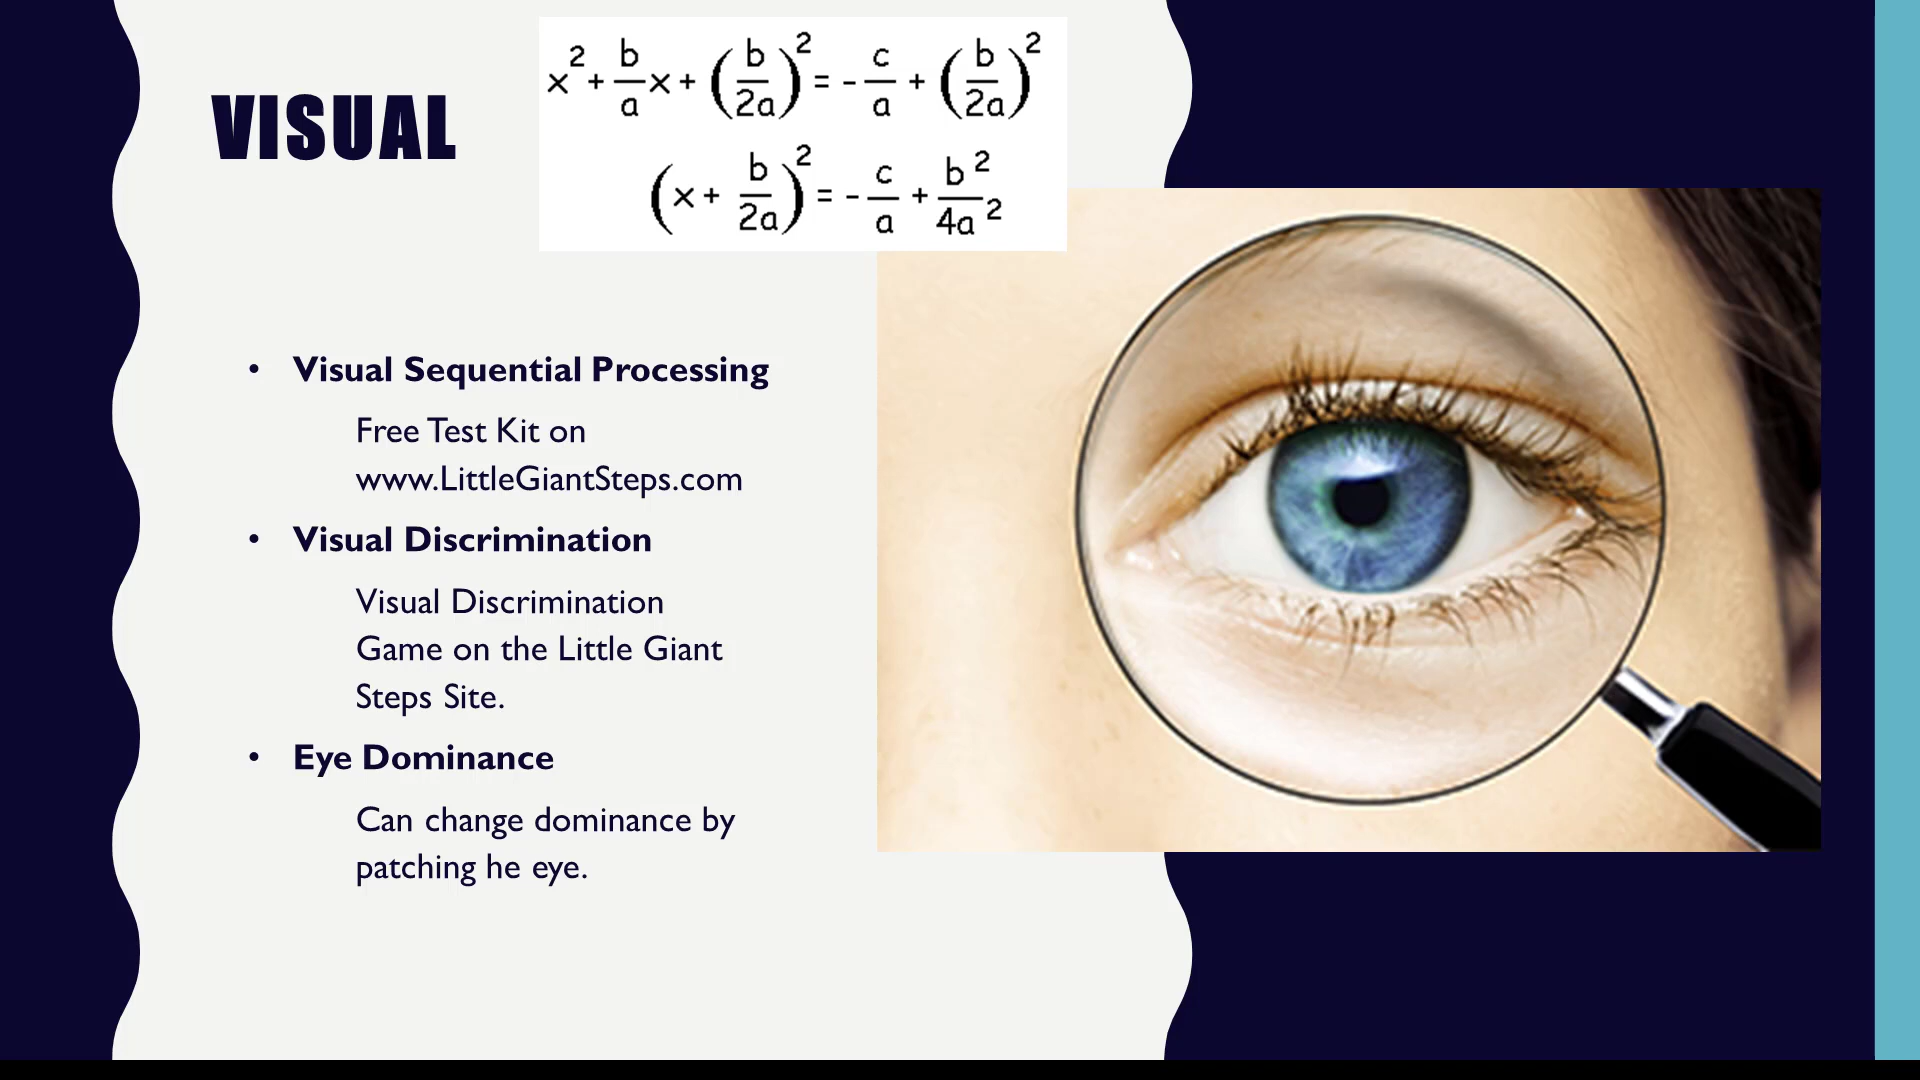 VISUAL
x² + b/a x + (b/2a)² = - c/a + (b/2a)²
(x + b/2a)² = - c/a + b²/4a²
• Visual Sequential Processing
Free Test Kit on
www.LittleGiantSteps.com
• Visual Discrimination
Visual Discrimination
Game on the Little Giant
Steps Site.
• Eye Dominance
Can change dominance by
patching he eye.